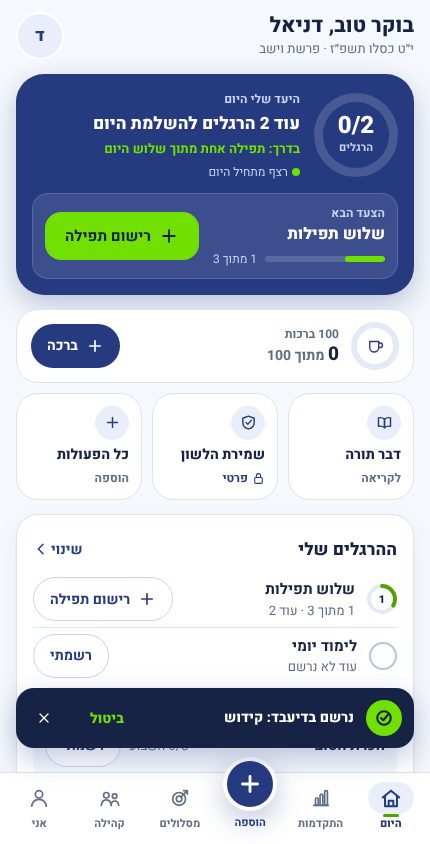 בוקר טוב, דניאל
ד
י״ט כסלו תשפ״ז · פרשת וישב
0/2
הרגלים
היעד שלי היום
עוד 2 הרגלים להשלמת היום
בדרך: תפילה אחת מתוך שלוש היום
רצף מתחיל היום
הצעד הבא
שלוש תפילות
1 מתוך 3
רישום תפילה
100 ברכות
0 מתוך 100
ברכה
דבר תורה
לקריאה
שמירת הלשון
פרטי
כל הפעולות
הוספה
ההרגלים שלי
שינוי
1
שלוש תפילות
1 מתוך 3 · עוד 2
רישום תפילה
לימוד יומי
עוד לא נרשם
רשמתי
נרשם בדיעבד: קידוש
ביטול
היום
התקדמות
הוספה
מסלולים
קהילה
אני